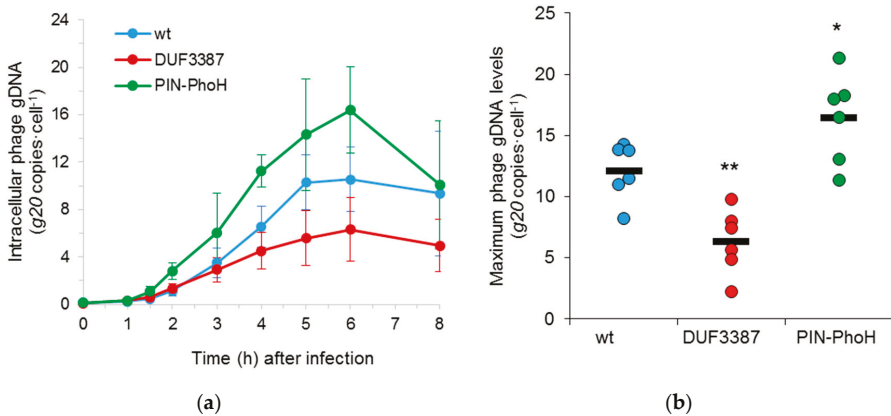 24
20
16
12
8
4
0
Intracellular phage gDNA
(g20 copies·cell-1)
wt
DUF3387
PIN-PhoH
0 1 2 3 4 5 6 7 8
Time (h) after infection
(a)
25
20
15
10
5
0
Maximum phage gDNA levels
(g20 copies·cell-1)
**
*
wt DUF3387 PIN-PhoH
(b)